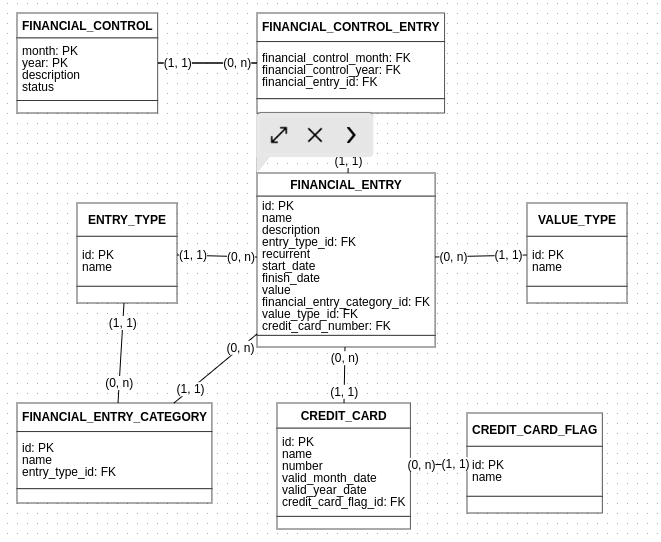 FINANCIAL_CONTROL
month: PK
year: PK
description
status
(1, 1)
(0, n)
FINANCIAL_CONTROL_ENTRY
financial_control_month: FK
financial_control_year: FK
financial_entry_id: FK
(1, 1)
FINANCIAL_ENTRY
id: PK
name
description
entry_type_id: FK
recurrent
start_date
finish_date
value
financial_entry_category_id: FK
value_type_id: FK
credit_card_number: FK
ENTRY_TYPE
id: PK
name
(1, 1)
(0, n)
(0, n)
(1, 1)
VALUE_TYPE
id: PK
name
(1, 1)
(0, n)
(0, n)
(1, 1)
(0, n)
(1, 1)
FINANCIAL_ENTRY_CATEGORY
id: PK
name
entry_type_id: FK
CREDIT_CARD
id: PK
name
number
valid_month_date
valid_year_date
credit_card_flag_id: FK
(0, n)
(1, 1)
CREDIT_CARD_FLAG
id: PK
name